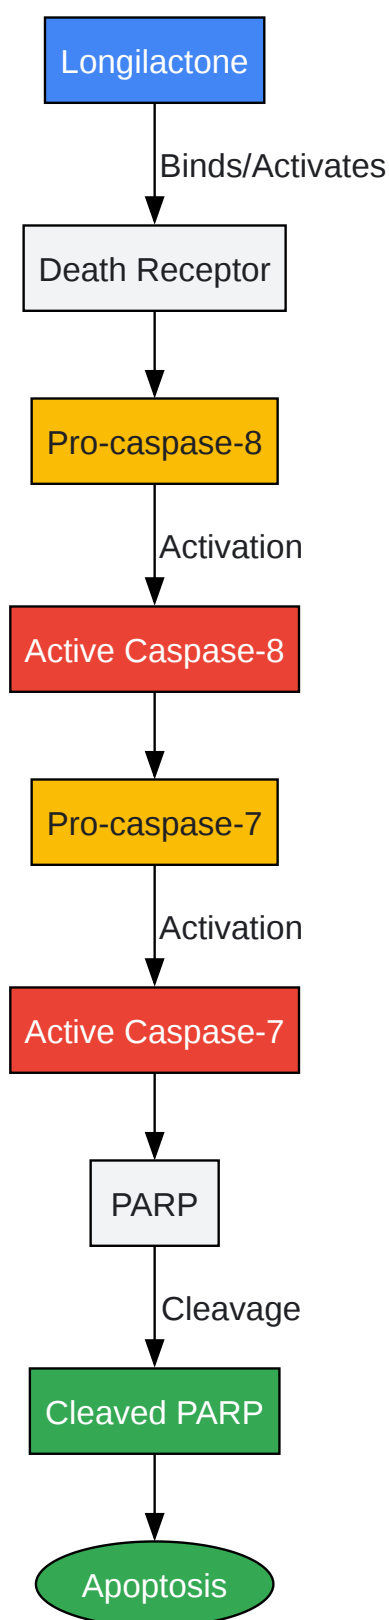 Longilactone
Binds/Activates
Death Receptor
Pro-caspase-8
Activation
Active Caspase-8
Pro-caspase-7
Activation
Active Caspase-7
PARP
Cleavage
Cleaved PARP
Apoptosis